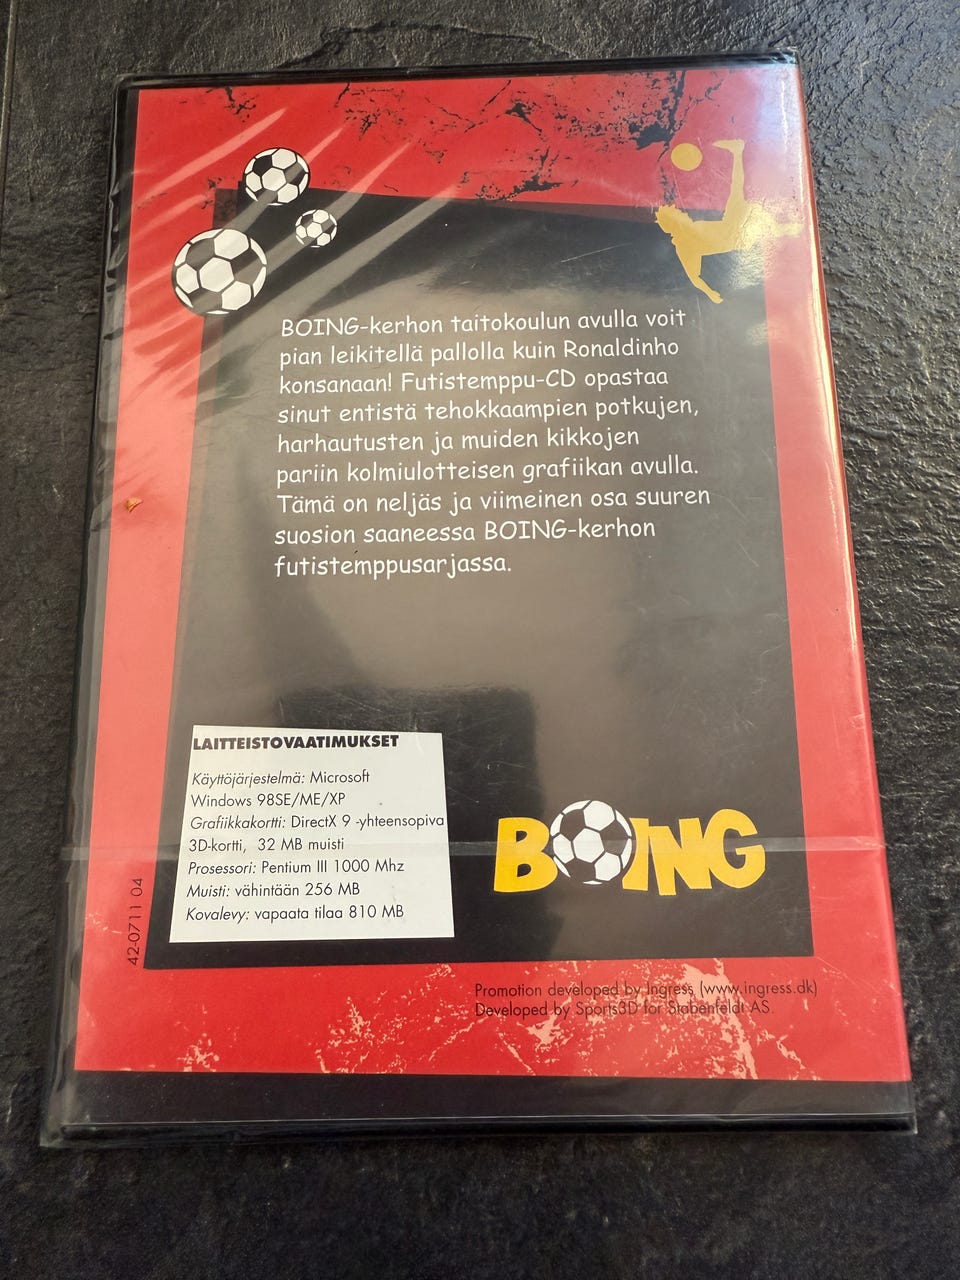 BOING-kerhon taitokoulun avulla voit
pian leikitellä pallolla kuin Ronaldinho
konsanaan! Futistemppu-CD opastaa
sinut entistä tehokkaampien potkujen,
harhautusten ja muiden kikkojen
pariin kolmiulotteisen grafiikan avulla.
Tämä on neljäs ja viimeinen osa suuren
suosion saaneessa BOING-kerhon
futistemppusarjassa.
LAITTEISTOVAATIMUKSET
Käyttöjärjestelmä: Microsoft
Windows 98SE/ME/XP
Grafiikkakortti: DirectX 9 -yhteensopiva
3D-kortti, 32 MB muisti
Prosessori: Pentium III 1000 Mhz
Muisti: vähintään 256 MB
Kovalevy: vapaata tilaa 810 MB
BOING
42-0711 04
Promotion developed by Ingress (www.ingress.dk)
Developed by Sports3D for Stabenfeldt AS.